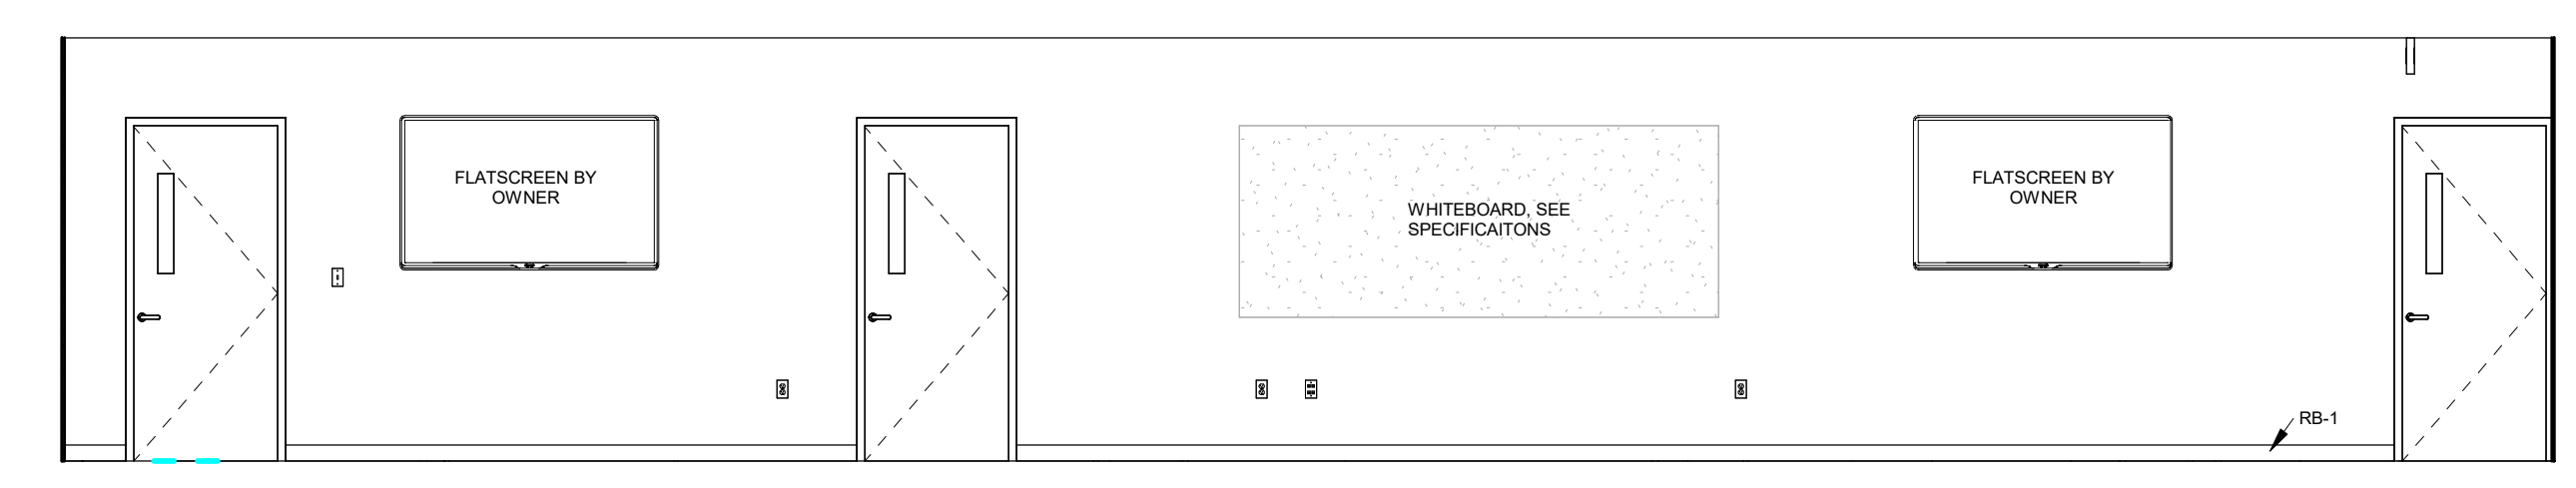 FLATSCREEN BY
OWNER
WHITEBOARD, SEE
SPECIFICAITONS
FLATSCREEN BY
OWNER
RB-1